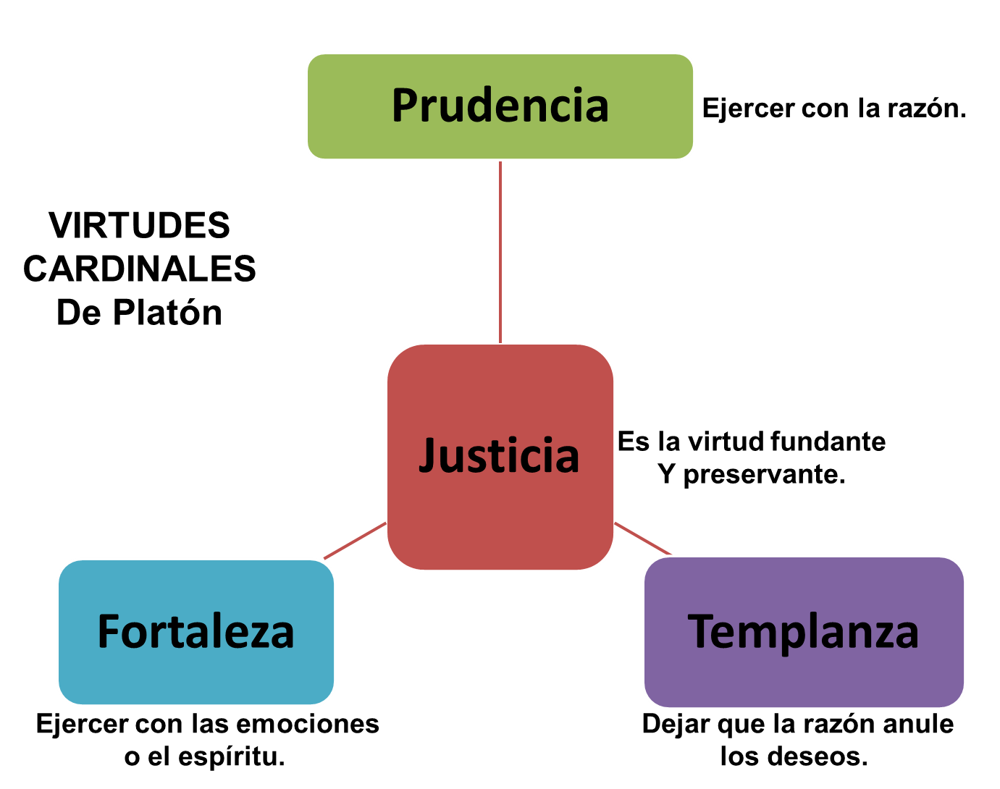 Prudencia
Ejercer con la razón.
VIRTUDES
CARDINALES
De Platón
Justicia
Es la virtud fundante
Y preservante.
Fortaleza
Ejercer con las emociones
o el espíritu.
Templanza
Dejar que la razón anule
los deseos.